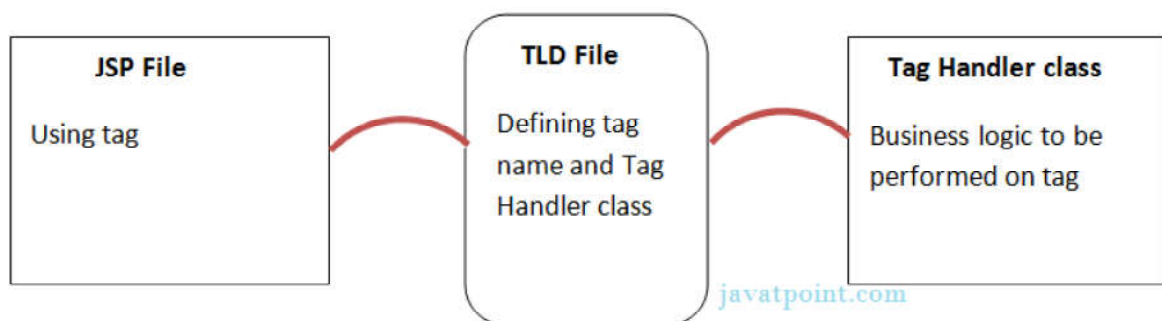 JSP File
Using tag
TLD File
Defining tag
name and Tag
Handler class
Tag Handler class
Business logic to be
performed on tag
javatpoint.com